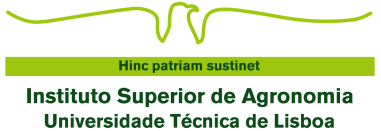 Hinc patriam sustinet
Instituto Superior de Agronomia
Universidade Técnica de Lisboa